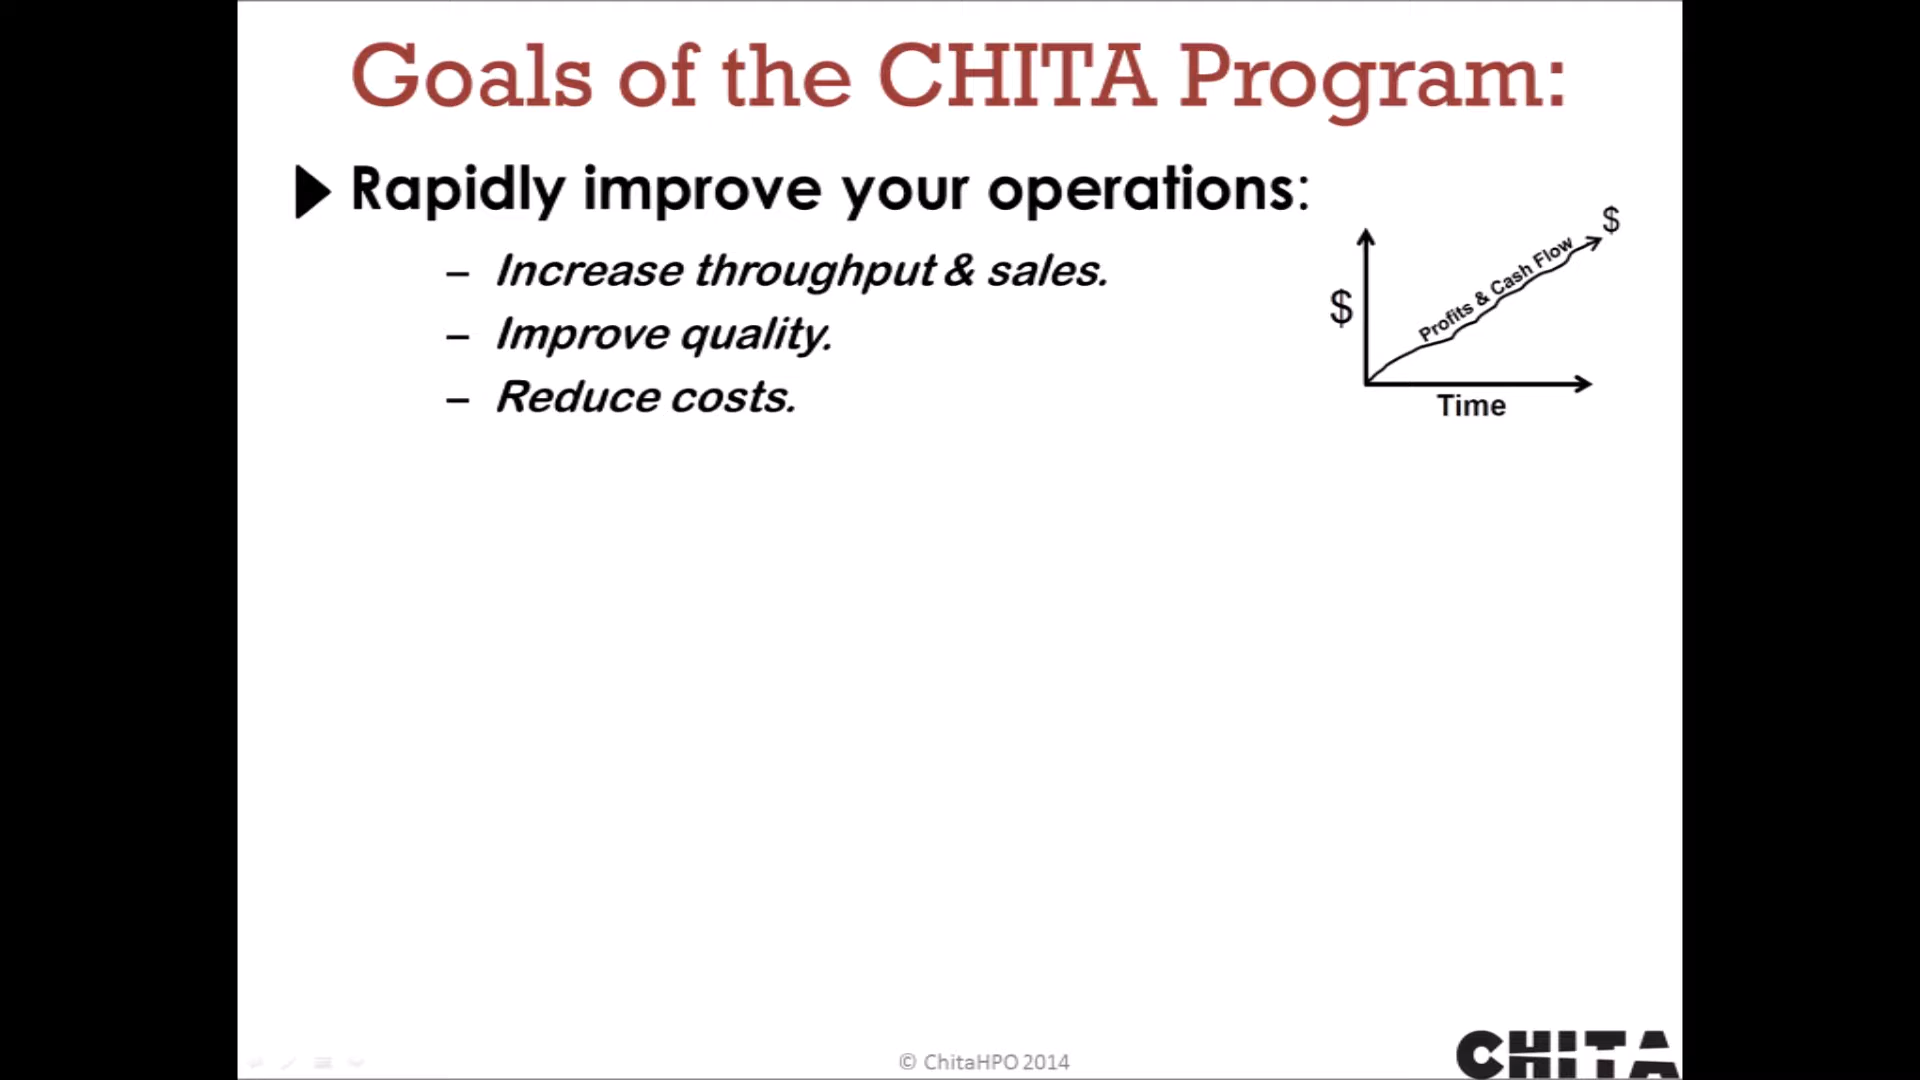 Goals of the CHITA Program:
Rapidly improve your operations:
– Increase throughput & sales.
– Improve quality.
– Reduce costs.
$
$
Profits & Cash Flow
Time
© ChitaHPO 2014
CHITA